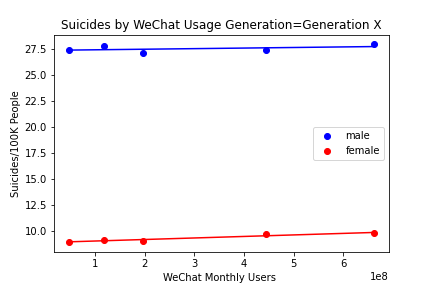 Suicides by WeChat Usage Generation=Generation X
Suicides/100K People
27.5
25.0
22.5
20.0
17.5
15.0
12.5
10.0
male
female
1 2 3 4 5 6
1e8
WeChat Monthly Users